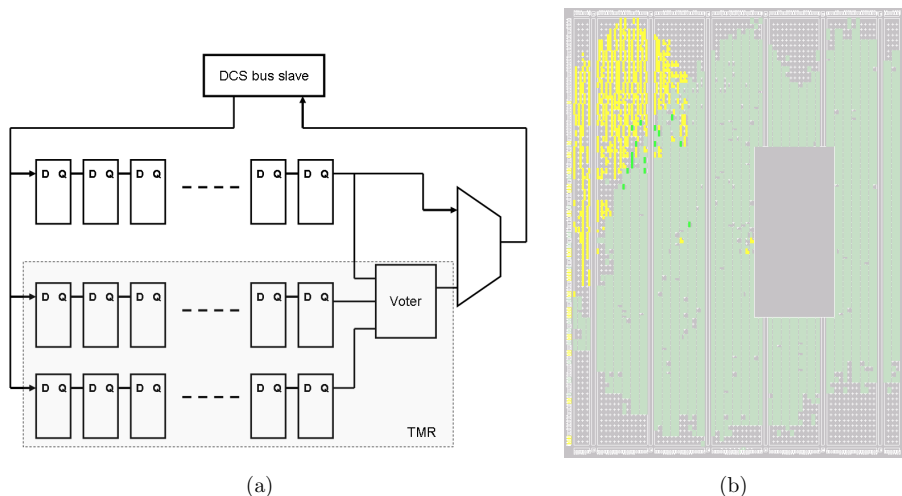 DCS bus slave
D Q D Q D Q D Q D Q
D Q D Q D Q D Q D Q
Voter
D Q D Q D Q D Q D Q
TMR
(a)
(b)